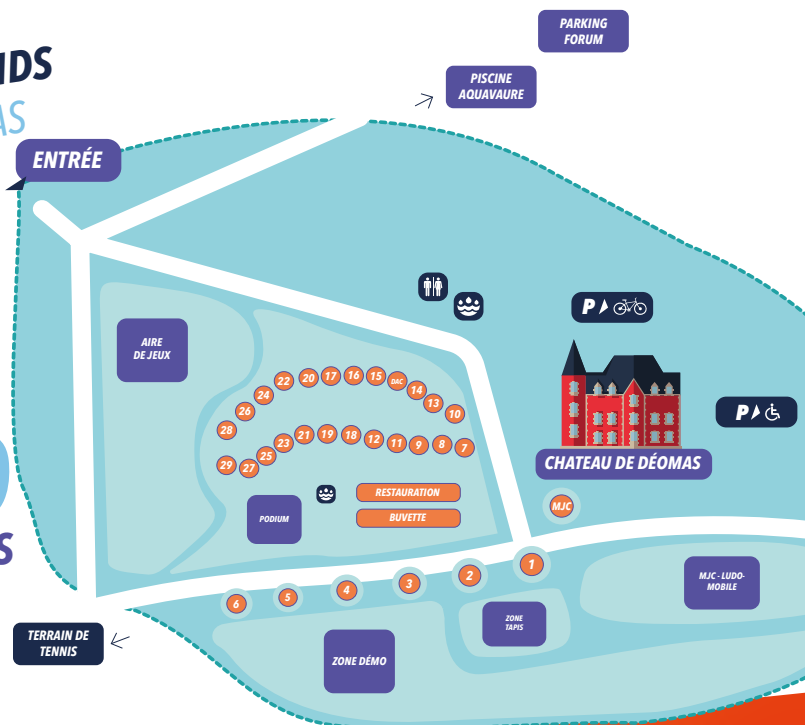 PARKING
FORUM
PISCINE
AQUAVAURE
ENTRÉE
P
AIRE
DE JEUX
22
20
17
16
15
DAC
14
13
10
24
26
28
29
27
25
23
21
19
18
12
11
9
8
7
P
CHATEAU DE DÉOMAS
RESTAURATION
BUVETTE
PODIUM
MJC
1
2
3
4
5
6
MJC - LUDO-
MOBILE
ZONE
TAPIS
ZONE DÉMO
TERRAIN DE
TENNIS